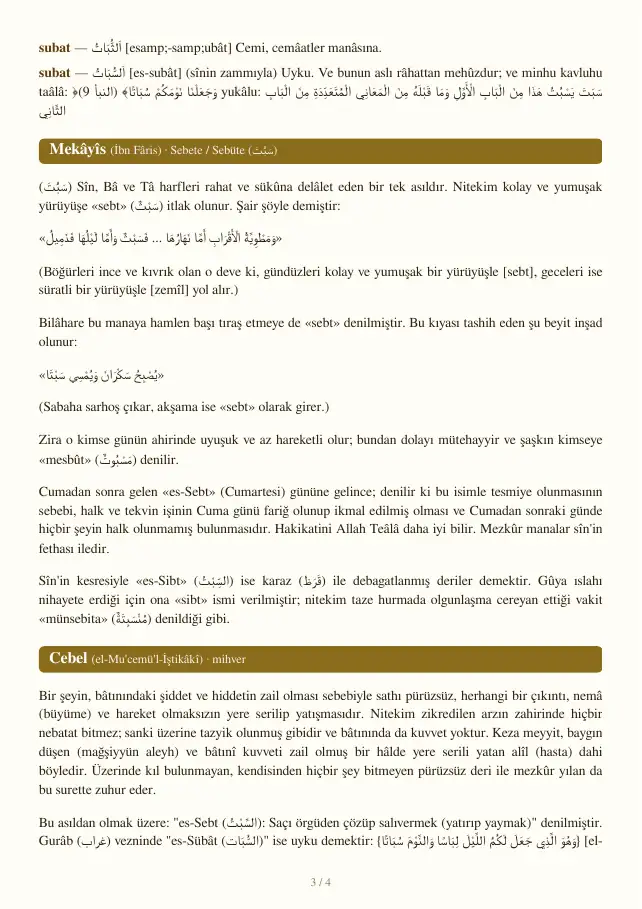 subat — اَلثُّبَاتُ [esamp;-samp;ubât] Cemi, cemâatler manâsına.
subat — اَلسُّبَاتُ [es-subât] (sînin zammıyla) Uyku. Ve bunun aslı râhattan mehûzdur; ve minhu kavluhu
taâlâ: ﴿وَجَعَلْنَا نَوْمَكُمْ سُبَاتًا﴾ (النبأ 9) yukâlu: سَبَتَ يَسْبُتُ هَذَا مِنَ الْبَابِ الْأَوَّلِ وَمَا قَبْلَهُ مِنَ الْمَعَانِي الْمُتَعَدِّدَةِ مِنَ الْبَابِ
الثَّانِي
Mekâyîs (İbn Fâris) · Sebete / Sebüte (سَبُتَ)
(سَبُتَ) Sîn, Bâ ve Tâ harfleri rahat ve sükûna delâlet eden bir tek asıldır. Nitekim kolay ve yumuşak
yürüyüşe «sebt» (سَبْتٌ) itlak olunur. Şair şöyle demiştir:
«وَمَطْوِيَّةُ الْأَقْرَابِ أَمَّا نَهَارُهَا ... فَسَبْتٌ وَأَمَّا لَيْلُهَا فَذَمِيلُ»
(Böğürleri ince ve kıvrık olan o deve ki, gündüzleri kolay ve yumuşak bir yürüyüşle [sebt], geceleri ise
süratli bir yürüyüşle [zemîl] yol alır.)
Bilâhare bu manaya hamlen başı tıraş etmeye de «sebt» denilmiştir. Bu kıyası tashih eden şu beyit inşad
olunur:
«يُصْبِحُ سَكْرَانَ وَيُمْسِي سَبْتَا»
(Sabaha sarhoş çıkar, akşama ise «sebt» olarak girer.)
Zira o kimse günün ahirinde uyuşuk ve az hareketli olur; bundan dolayı mütehayyir ve şaşkın kimseye
«mesbût» (مَسْبُوتٌ) denilir.
Cumadan sonra gelen «es-Sebt» (Cumartesi) gününe gelince; denilir ki bu isimle tesmiye olunmasının
sebebi, halk ve tekvin işinin Cuma günü fariğ olunup ikmal edilmiş olması ve Cumadan sonraki günde
hiçbir şeyin halk olunmamış bulunmasıdır. Hakikatini Allah Teâlâ daha iyi bilir. Mezkûr manalar sîn'in
fethası iledir.
Sîn'in kesresiyle «es-Sibt» (السِّبْتُ) ise karaz (قَرَظ) ile debagatlanmış deriler demektir. Gûya ıslahı
nihayete erdiği için ona «sibt» ismi verilmiştir; nitekim taze hurmada olgunlaşma cereyan ettiği vakit
«münsebita» (مُنْسَبِتَةٌ) denildiği gibi.
Cebel (el-Mu'cemü'l-İştikâkî) · mihver
Bir şeyin, bâtınındaki şiddet ve hiddetin zail olması sebebiyle sathı pürüzsüz, herhangi bir çıkıntı, nemâ
(büyüme) ve hareket olmaksızın yere serilip yatışmasıdır. Nitekim zikredilen arzın zahirinde hiçbir
nebatat bitmez; sanki üzerine tazyik olunmuş gibidir ve bâtınında da kuvvet yoktur. Keza meyyit, baygın
düşen (mağşiyyün aleyh) ve bâtınî kuvveti zail olmuş bir hâlde yere serili yatan alîl (hasta) dahi
böyledir. Üzerinde kıl bulunmayan, kendisinden hiçbir şey bitmeyen pürüzsüz deri ile mezkûr yılan da
bu surette zuhur eder.
Bu asıldan olmak üzere: "es-Sebt (السَّبْتُ): Saçı örgüden çözüp salıvermek (yatırıp yaymak)" denilmiştir.
Gurâb (غراب) vezninde "es-Sübât (السُّبَات)" ise uyku demektir: {وَهُوَ الَّذِي جَعَلَ لَكُمُ اللَّيْلَ لِبَاسًا وَالنَّوْمَ سُبَاتًا} [el-
3 / 4